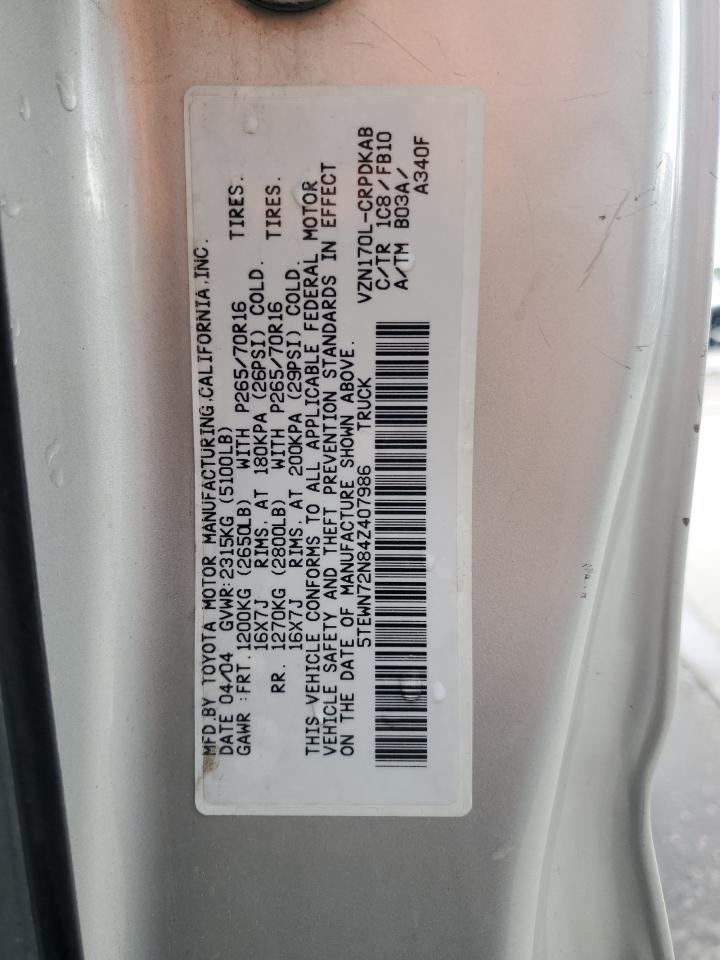 MFD.BY TOYOTA MOTOR MANUFACTURING,CALIFORNIA,INC.
DATE 04/04 GVWR:2315KG (5100LB)
GAWR :FRT.1200KG (2650LB) WITH P265/70R16 TIRES.
16X7J RIMS. AT 180KPA (26PSI) COLD.
RR. 1270KG (2800LB) WITH P265/70R16 TIRES.
16X7J RIMS. AT 200KPA (29PSI) COLD.
THIS VEHICLE CONFORMS TO ALL APPLICABLE FEDERAL MOTOR
VEHICLE SAFETY AND THEFT PREVENTION STANDARDS IN EFFECT
ON THE DATE OF MANUFACTURE SHOWN ABOVE.
5TEWN72N84Z407986 TRUCK
VZN170L-CRPDKAB
C/TR 1C8/FB10
A/TM B03A/
A340F